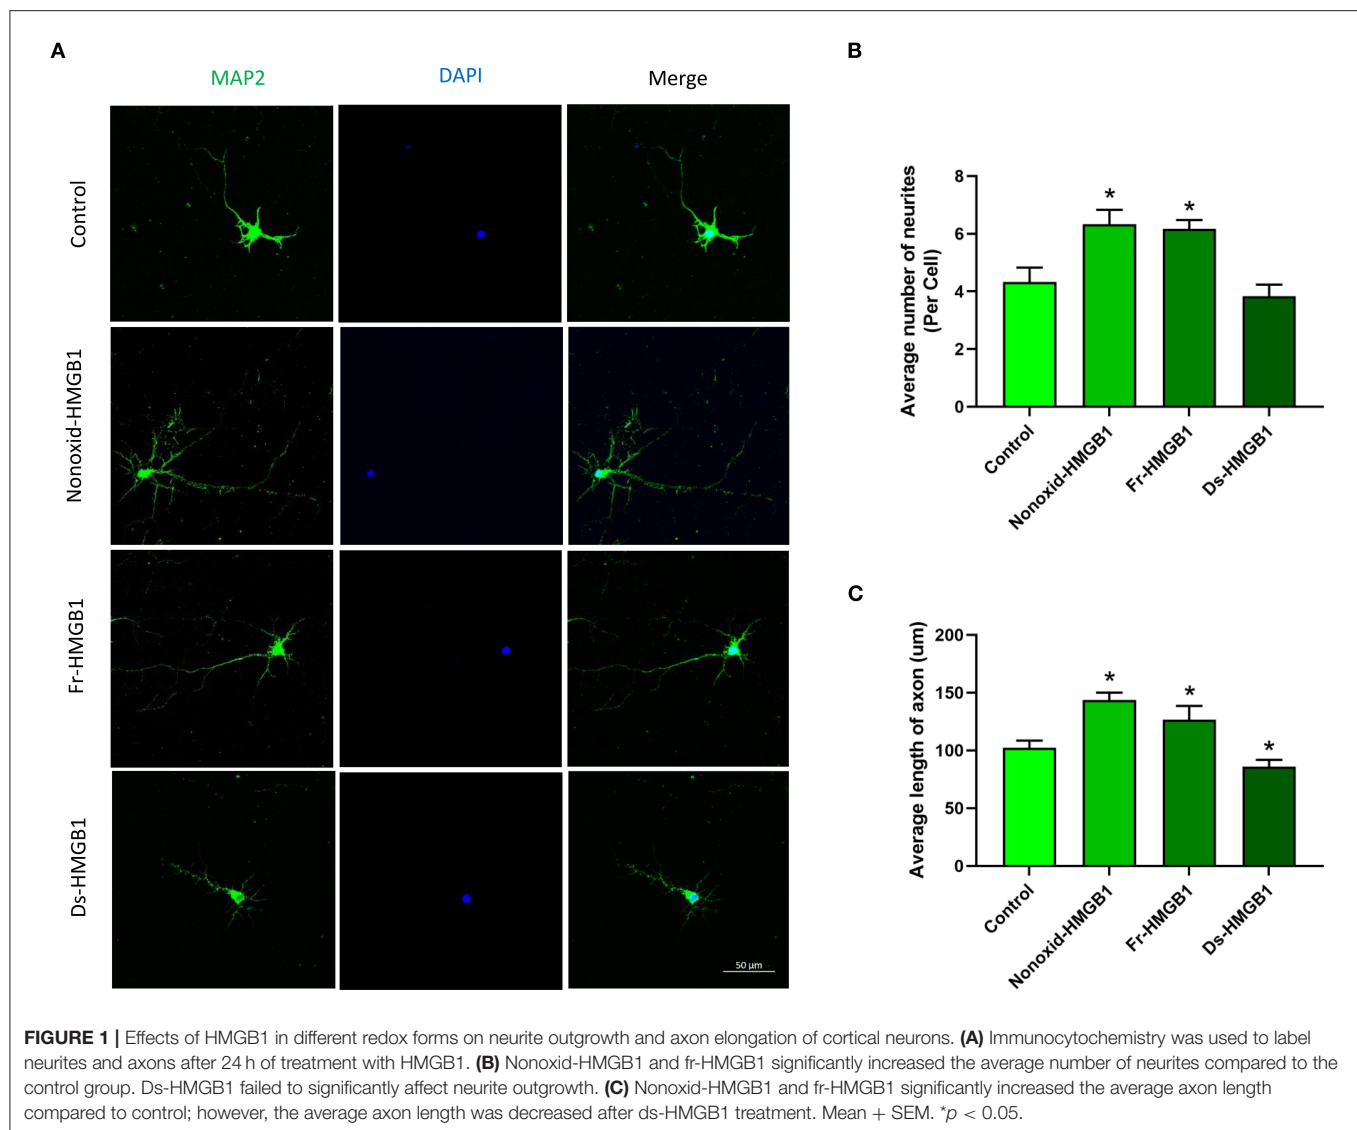 A
MAP2
DAPI
Merge
Control
Nonoxid-HMGB1
Fr-HMGB1
Ds-HMGB1
50 µm
B
Average number of neurites
(Per Cell)
8
6
4
2
0
*
*
Control
Nonoxid-HMGB1
Fr-HMGB1
Ds-HMGB1
C
Average length of axon (um)
200
150
100
50
0
*
*
*
Control
Nonoxid-HMGB1
Fr-HMGB1
Ds-HMGB1
FIGURE 1 | Effects of HMGB1 in different redox forms on neurite outgrowth and axon elongation of cortical neurons. (A) Immunocytochemistry was used to label
neurites and axons after 24 h of treatment with HMGB1. (B) Nonoxid-HMGB1 and fr-HMGB1 significantly increased the average number of neurites compared to the
control group. Ds-HMGB1 failed to significantly affect neurite outgrowth. (C) Nonoxid-HMGB1 and fr-HMGB1 significantly increased the average axon length
compared to control; however, the average axon length was decreased after ds-HMGB1 treatment. Mean + SEM. *p < 0.05.